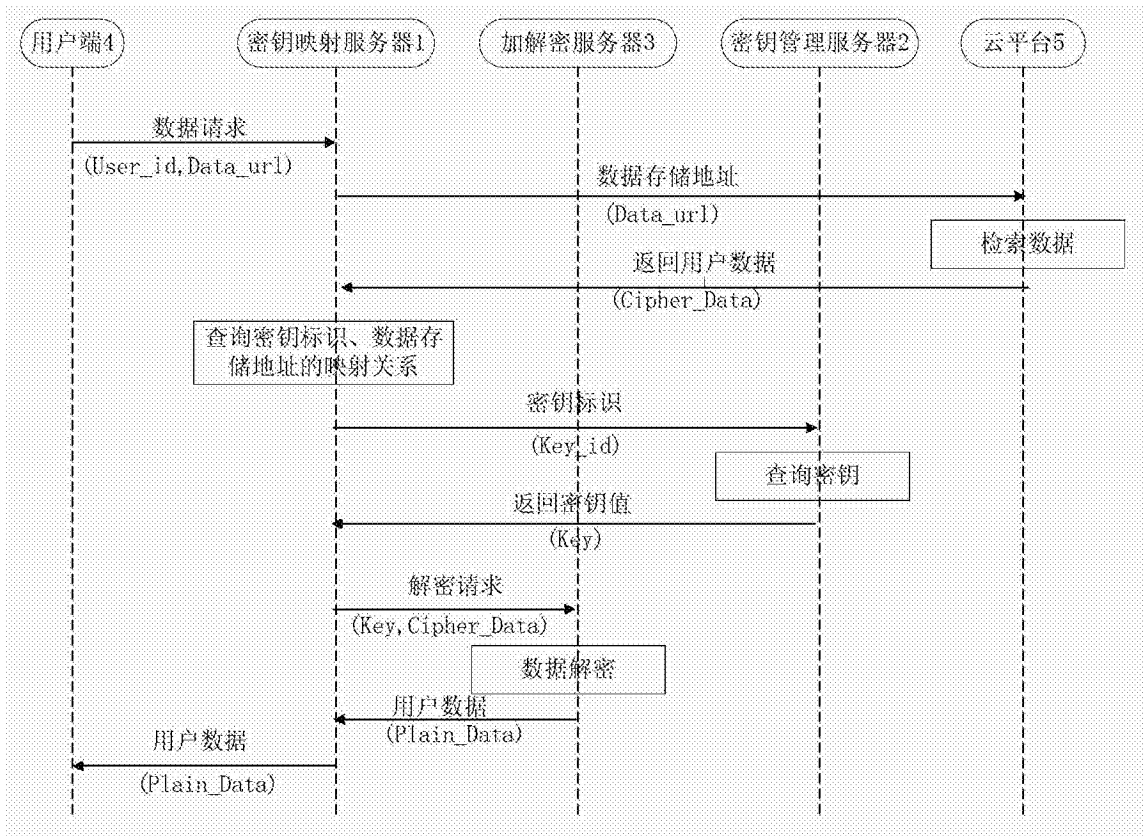 用户端4
密钥映射服务器1
加解密服务器3
密钥管理服务器2
云平台5
数据请求
(User_id,Data_url)
数据存储地址
(Data_url)
检索数据
返回用户数据
(Cipher_Data)
查询密钥标识、数据存
储地址的映射关系
密钥标识
(Key_id)
查询密钥
返回密钥值
(Key)
解密请求
(Key,Cipher_Data)
数据解密
用户数据
(Plain_Data)
用户数据
(Plain_Data)